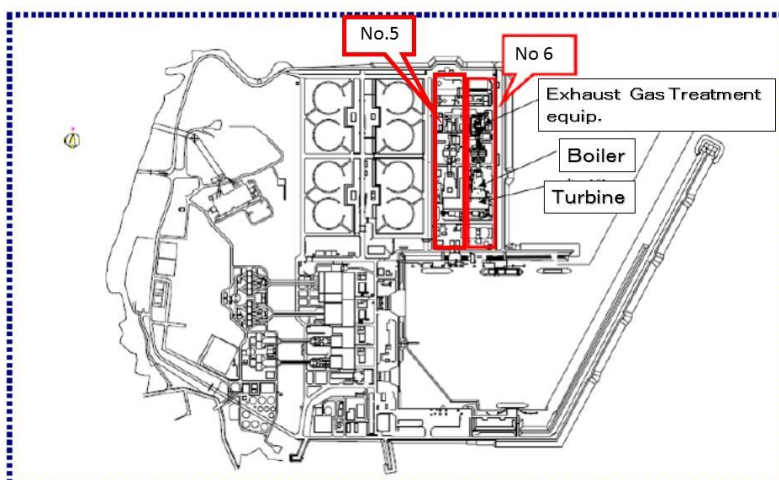 No.5
No 6
Exhaust Gas Treatment
equip.
Boiler
Turbine